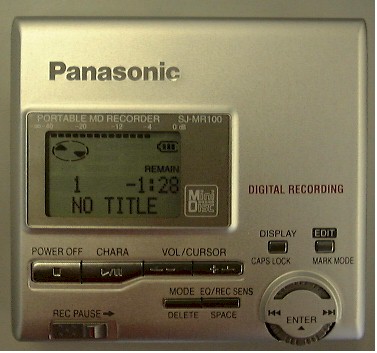 Panasonic
PORTABLE MD RECORDER SJ-MR100
-20 -12 -4 0 dB
REMAIN
1 -1:28
NO TITLE
Mini Disc
DIGITAL RECORDING
DISPLAY EDIT
CAPS LOCK MARK MODE
POWER OFF CHARA VOL/CURSOR
– +
MODE EQ/REC SENS
DELETE SPACE
ENTER
REC PAUSE